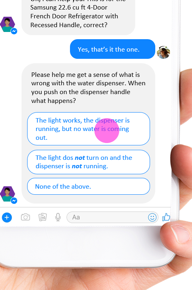 Samsung 22.6 cu ft 4-Door
French Door Refrigerator with
Recessed Handle, correct?
Yes, that's it the one.
Please help me get a sense of what is
wrong with the water dispenser. When
you push on the dispenser handle
what happens?
The light works, the dispenser is
running, but no water is coming
out.
The light dos not turn on and the
dispenser is not running.
None of the above.
Aa